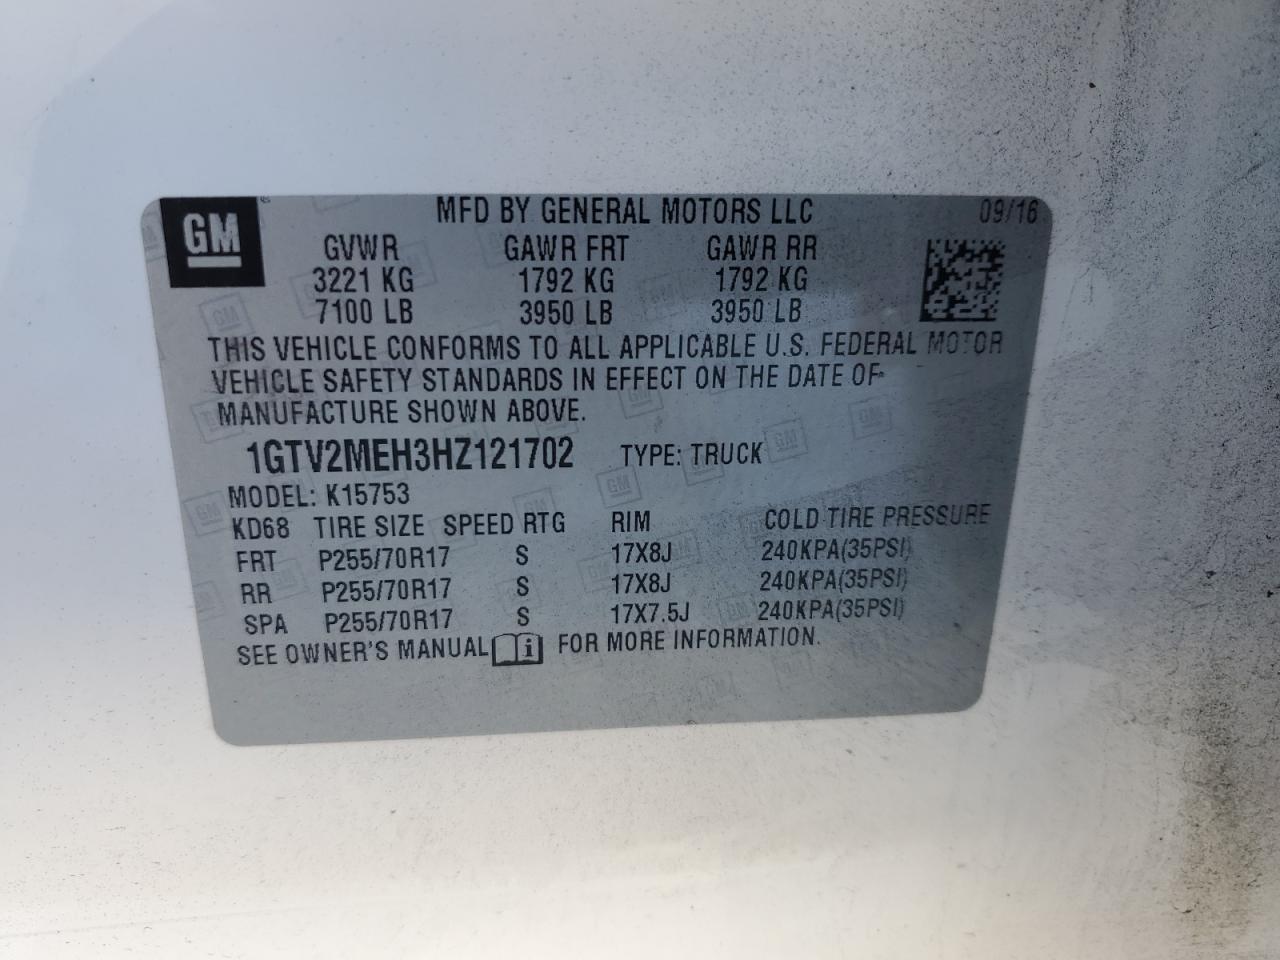 GM
MFD BY GENERAL MOTORS LLC 09/16
GVWR GAWR FRT GAWR RR
3221 KG 1792 KG 1792 KG
7100 LB 3950 LB 3950 LB
THIS VEHICLE CONFORMS TO ALL APPLICABLE U.S. FEDERAL MOTOR
VEHICLE SAFETY STANDARDS IN EFFECT ON THE DATE OF
MANUFACTURE SHOWN ABOVE.
1GTV2MEH3HZ121702 TYPE: TRUCK
MODEL: K15753
KD68 TIRE SIZE SPEED RTG RIM COLD TIRE PRESSURE
FRT P255/70R17 S 17X8J 240KPA(35PSI)
RR P255/70R17 S 17X8J 240KPA(35PSI)
SPA P255/70R17 S 17X7.5J 240KPA(35PSI)
SEE OWNER'S MANUAL i FOR MORE INFORMATION.